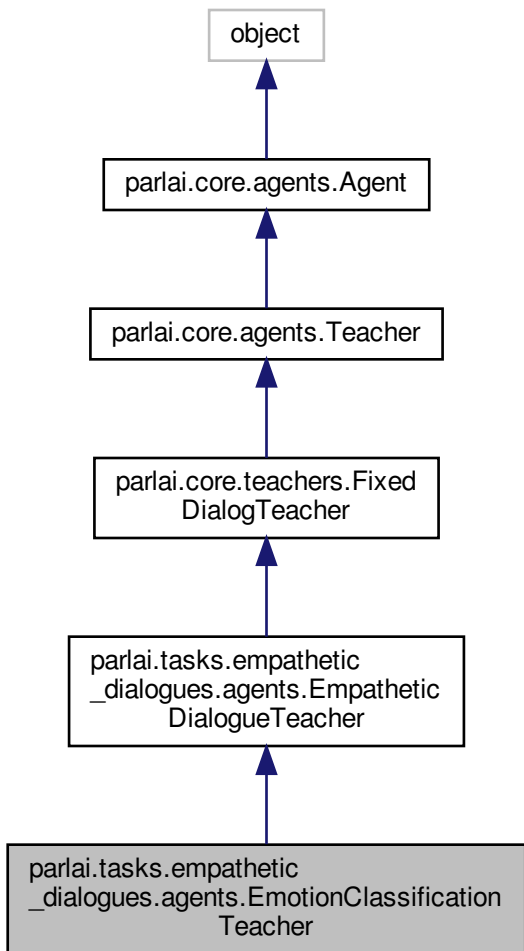 object
parlai.core.agents.Agent
parlai.core.agents.Teacher
parlai.core.teachers.Fixed
DialogTeacher
parlai.tasks.empathetic
_dialogues.agents.Empathetic
DialogueTeacher
parlai.tasks.empathetic
_dialogues.agents.EmotionClassification
Teacher